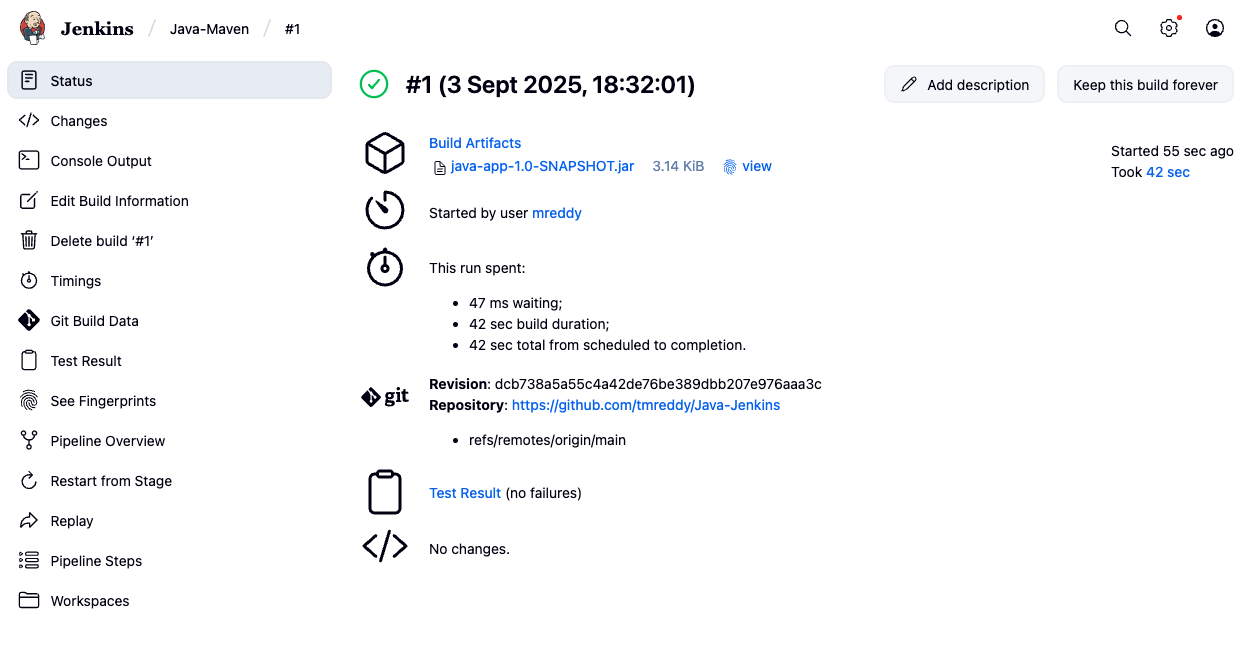 Jenkins / Java-Maven / #1
Status
Changes
Console Output
Edit Build Information
Delete build ‘#1’
Timings
Git Build Data
Test Result
See Fingerprints
Pipeline Overview
Restart from Stage
Replay
Pipeline Steps
Workspaces
#1 (3 Sept 2025, 18:32:01)
Add description
Keep this build forever
Build Artifacts
java-app-1.0-SNAPSHOT.jar 3.14 KiB view
Started 55 sec ago
Took 42 sec
Started by user mreddy
This run spent:
• 47 ms waiting;
• 42 sec build duration;
• 42 sec total from scheduled to completion.
git
Revision: dcb738a5a55c4a42de76be389dbb207e976aaa3c
Repository: https://github.com/tmreddy/Java-Jenkins
• refs/remotes/origin/main
Test Result (no failures)
No changes.